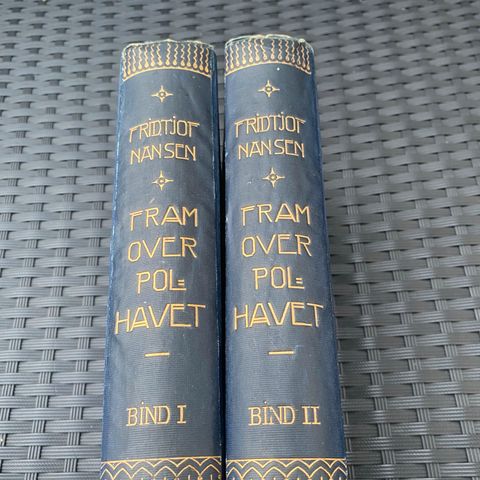 FRIDTJOF
NANSEN
FRAM
OVER
POL=
HAVET
BIND I
FRIDTJOF
NANSEN
FRAM
OVER
POL=
HAVET
BIND II